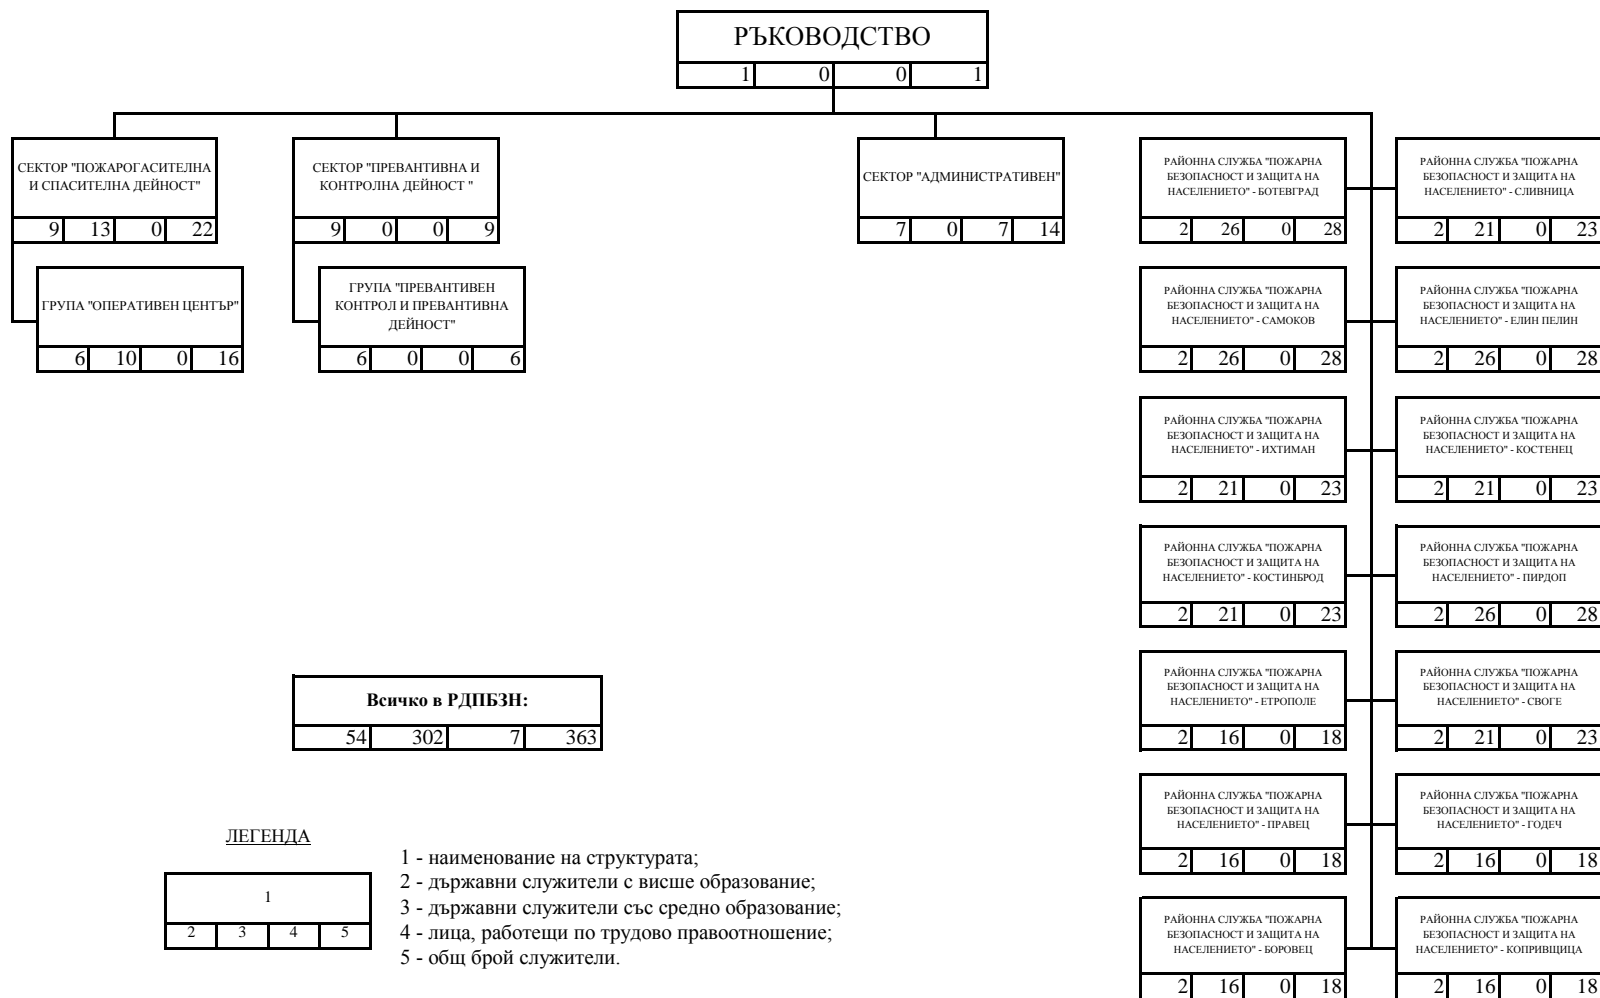 РЪКОВОДСТВО
1 0 0 1
СЕКТОР "ПОЖАРОГАСИТЕЛНА
И СПАСИТЕЛНА ДЕЙНОСТ"
9 13 0 22
ГРУПА "ОПЕРАТИВЕН ЦЕНТЪР"
6 10 0 16
СЕКТОР "ПРЕВАНТИВНА И
КОНТРОЛНА ДЕЙНОСТ "
9 0 0 9
ГРУПА "ПРЕВАНТИВЕН
КОНТРОЛ И ПРЕВАНТИВНА
ДЕЙНОСТ"
6 0 0 6
СЕКТОР "АДМИНИСТРАТИВЕН"
7 0 7 14
РАЙОННА СЛУЖБА "ПОЖАРНА
БЕЗОПАСНОСТ И ЗАЩИТА НА
НАСЕЛЕНИЕТО" - БОТЕВГРАД
2 26 0 28
РАЙОННА СЛУЖБА "ПОЖАРНА
БЕЗОПАСНОСТ И ЗАЩИТА НА
НАСЕЛЕНИЕТО" - СЛИВНИЦА
2 21 0 23
РАЙОННА СЛУЖБА "ПОЖАРНА
БЕЗОПАСНОСТ И ЗАЩИТА НА
НАСЕЛЕНИЕТО" - САМОКОВ
2 26 0 28
РАЙОННА СЛУЖБА "ПОЖАРНА
БЕЗОПАСНОСТ И ЗАЩИТА НА
НАСЕЛЕНИЕТО" - ЕЛИН ПЕЛИН
2 26 0 28
РАЙОННА СЛУЖБА "ПОЖАРНА
БЕЗОПАСНОСТ И ЗАЩИТА НА
НАСЕЛЕНИЕТО" - ИХТИМАН
2 21 0 23
РАЙОННА СЛУЖБА "ПОЖАРНА
БЕЗОПАСНОСТ И ЗАЩИТА НА
НАСЕЛЕНИЕТО" - КОСТЕНЕЦ
2 21 0 23
РАЙОННА СЛУЖБА "ПОЖАРНА
БЕЗОПАСНОСТ И ЗАЩИТА НА
НАСЕЛЕНИЕТО" - КОСТИНБРОД
2 21 0 23
РАЙОННА СЛУЖБА "ПОЖАРНА
БЕЗОПАСНОСТ И ЗАЩИТА НА
НАСЕЛЕНИЕТО" - ПИРДОП
2 26 0 28
РАЙОННА СЛУЖБА "ПОЖАРНА
БЕЗОПАСНОСТ И ЗАЩИТА НА
НАСЕЛЕНИЕТО" - ЕТРОПОЛЕ
2 16 0 18
РАЙОННА СЛУЖБА "ПОЖАРНА
БЕЗОПАСНОСТ И ЗАЩИТА НА
НАСЕЛЕНИЕТО" - СВОГЕ
2 21 0 23
РАЙОННА СЛУЖБА "ПОЖАРНА
БЕЗОПАСНОСТ И ЗАЩИТА НА
НАСЕЛЕНИЕТО" - ПРАВЕЦ
2 16 0 18
РАЙОННА СЛУЖБА "ПОЖАРНА
БЕЗОПАСНОСТ И ЗАЩИТА НА
НАСЕЛЕНИЕТО" - ГОДЕЧ
2 16 0 18
РАЙОННА СЛУЖБА "ПОЖАРНА
БЕЗОПАСНОСТ И ЗАЩИТА НА
НАСЕЛЕНИЕТО" - БОРОВЕЦ
2 16 0 18
РАЙОННА СЛУЖБА "ПОЖАРНА
БЕЗОПАСНОСТ И ЗАЩИТА НА
НАСЕЛЕНИЕТО" - КОПРИВЩИЦА
2 16 0 18
Всичко в РДПБЗН:
54 302 7 363
ЛЕГЕНДА
1
2 3 4 5
1 - наименование на структурата;
2 - държавни служители с висше образование;
3 - държавни служители със средно образование;
4 - лица, работещи по трудово правоотношение;
5 - общ брой служители.